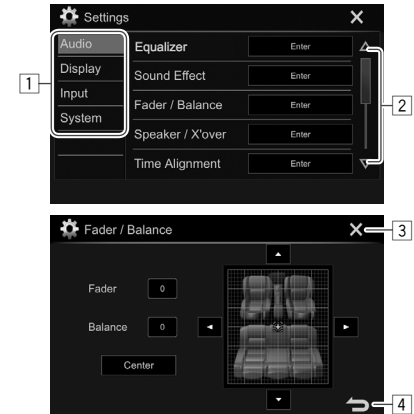 Settings
Audio
Equalizer Enter
Display
Sound Effect Enter
1
Input
Fader / Balance Enter
2
System
Speaker / X'over Enter
Time Alignment Enter
Fader / Balance
3
Fader 0
Balance 0
Center
4